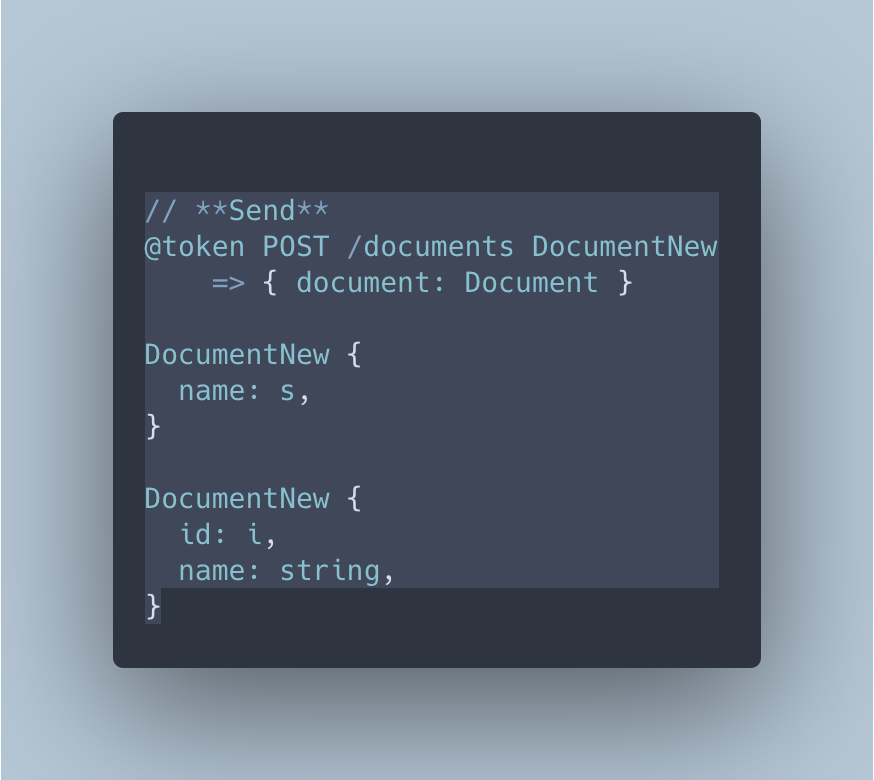 // **Send**
@token POST /documents DocumentNew
    => { document: Document }

DocumentNew {
  name: s,
}

DocumentNew {
  id: i,
  name: string,
}